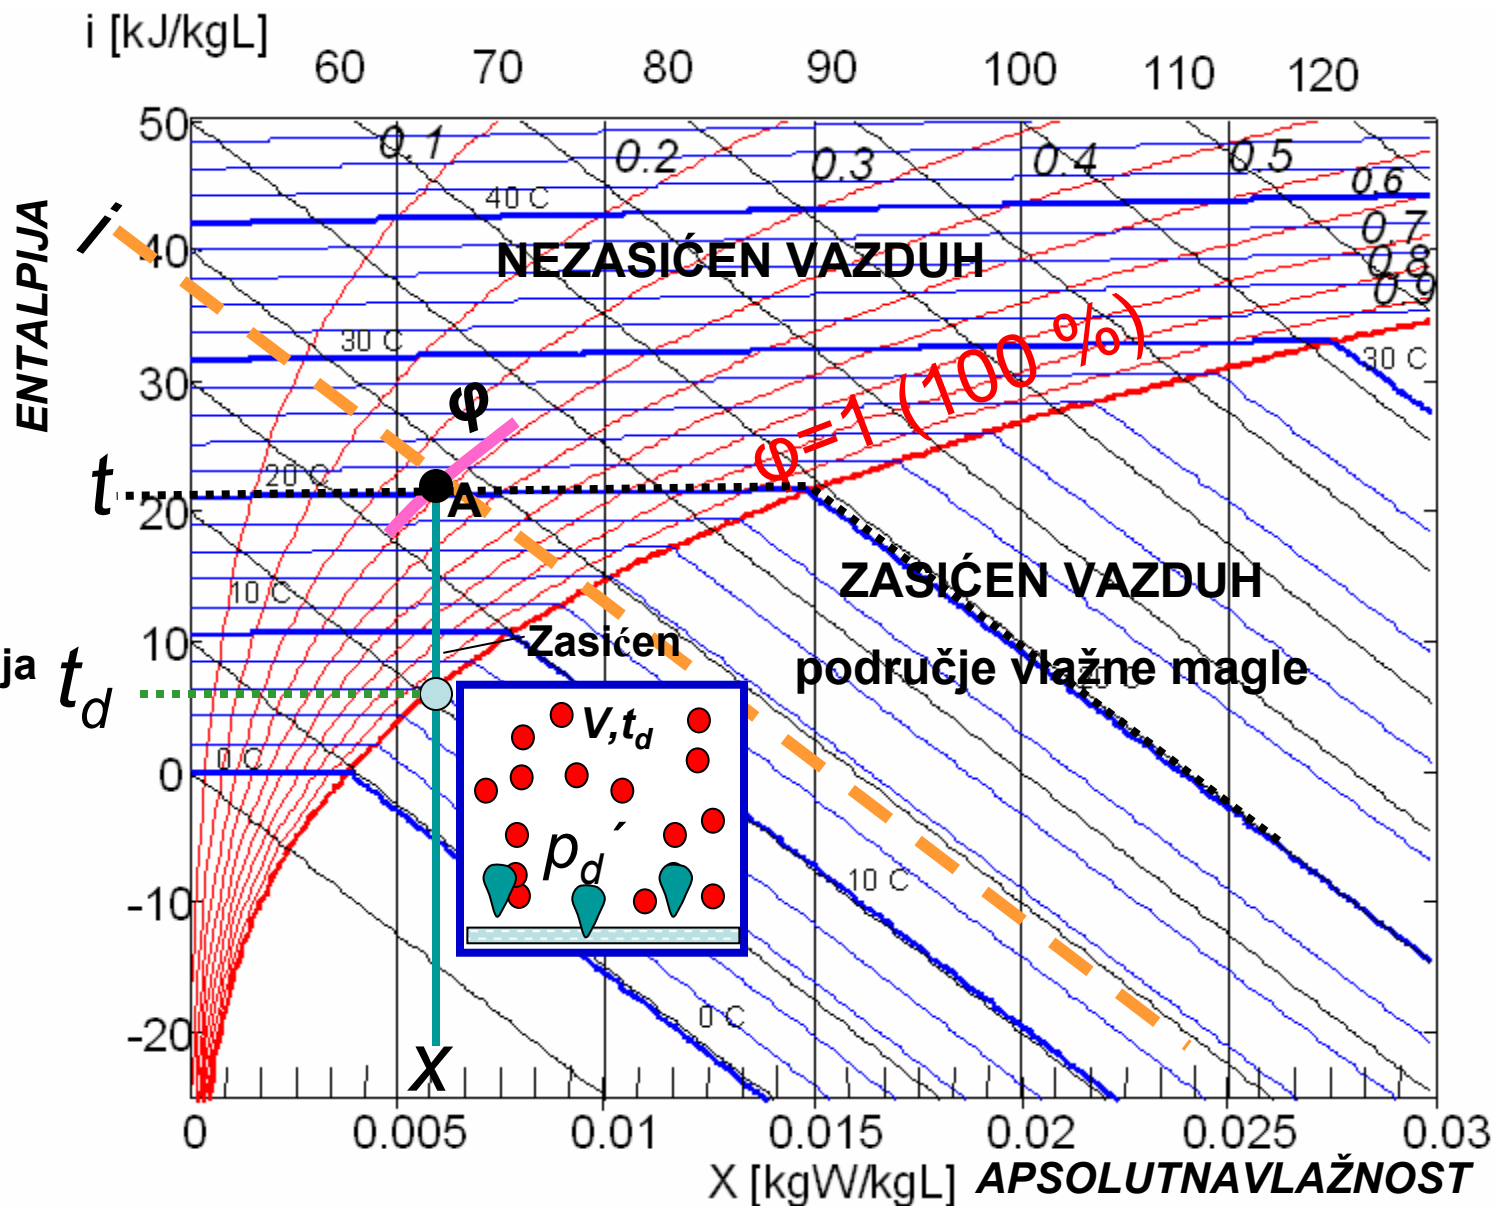 i [kJ/kgL]
60 70 80 90 100 110 120
50
0.1 0.2 0.3 0.4 0.5 0.6
40 C
ENTALPIJA
i
40
NEZASIĆEN VAZDUH
0.7
0.8
0.9
30 C
30 C
φ=1 (100 %)
30
φ
t
20 C
A
20
ZASIĆEN VAZDUH
10 C
10
Zasićen
područje vlažne magle
20 C
ja
t_d
V,t_d
0
0 C
p_d´
10 C
-10
0 C
-20
X
0 0.005 0.01 0.015 0.02 0.025 0.03
X [kgW/kgL] APSOLUTNAVLAŽNOST